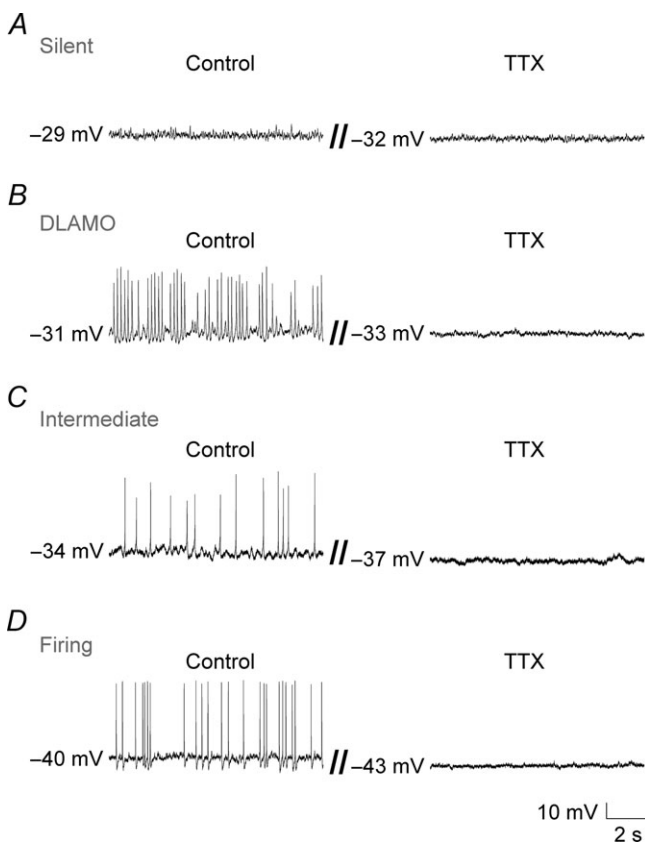 A
Silent
Control TTX
–29 mV –32 mV
B
DLAMO
Control TTX
–31 mV –33 mV
C
Intermediate
Control TTX
–34 mV –37 mV
D
Firing
Control TTX
–40 mV –43 mV
10 mV
2 s